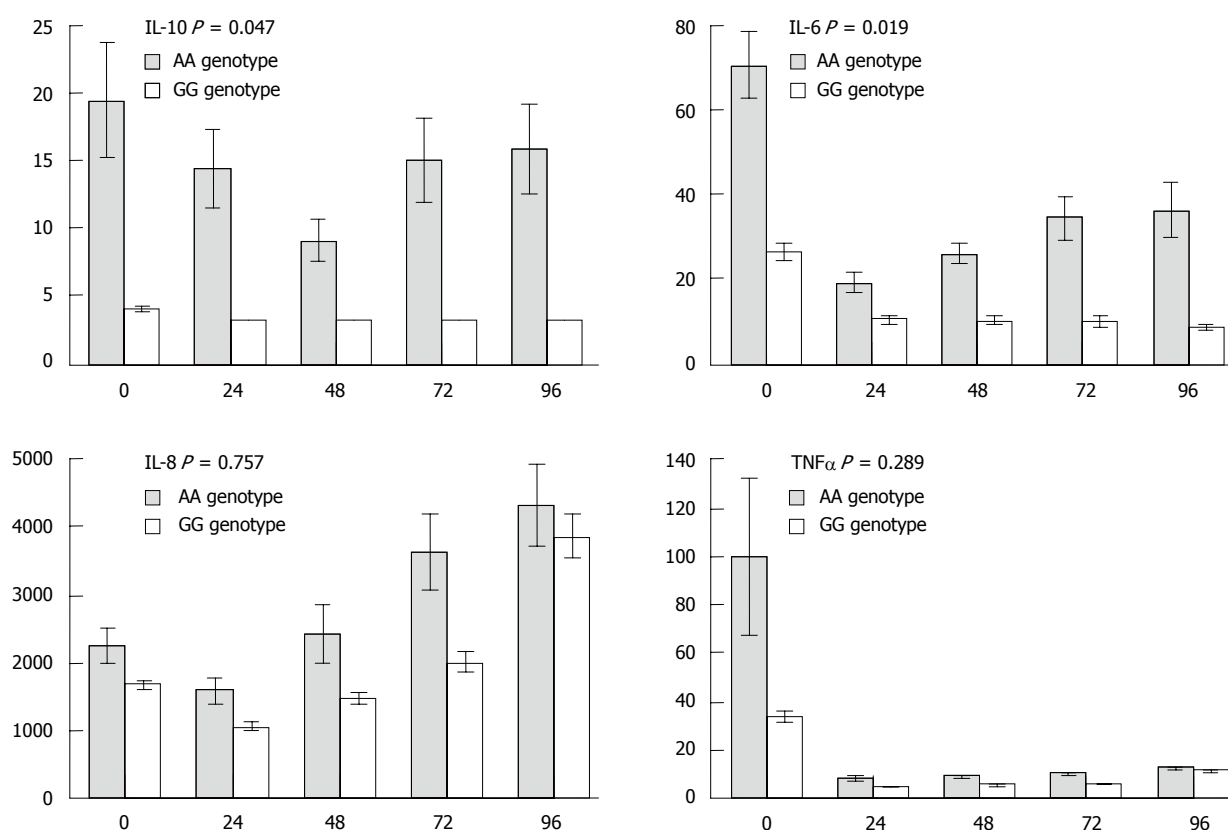 IL-10 P = 0.047
AA genotype
GG genotype
25
20
15
10
5
0
0 24 48 72 96
IL-6 P = 0.019
AA genotype
GG genotype
80
60
40
20
0
0 24 48 72 96
IL-8 P = 0.757
AA genotype
GG genotype
5000
4000
3000
2000
1000
0
0 24 48 72 96
TNFα P = 0.289
AA genotype
GG genotype
140
120
100
80
60
40
20
0
0 24 48 72 96